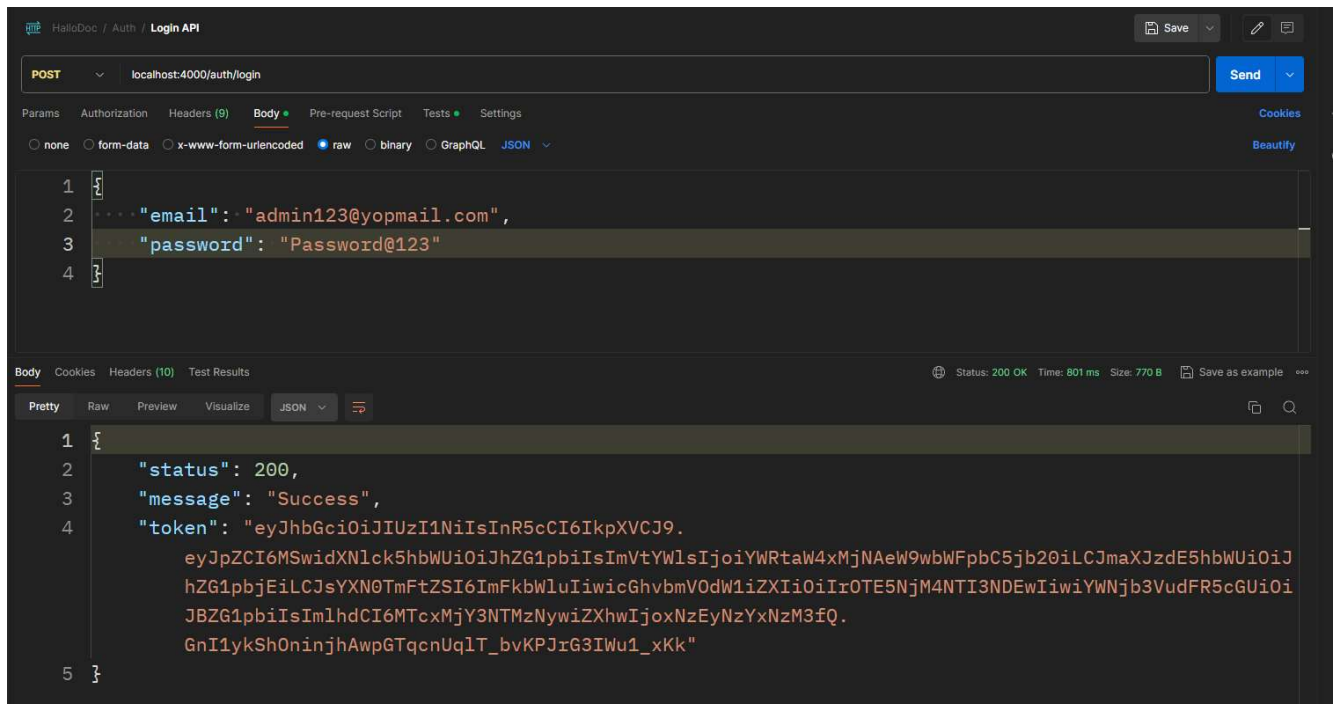 HTTP HalloDoc / Auth / Login API Save
POST localhost:4000/auth/login Send
Params Authorization Headers (9) Body Pre-request Script Tests Settings Cookies
none form-data x-www-form-urlencoded raw binary GraphQL JSON Beautify
1 {
2 "email": "admin123@yopmail.com",
3 "password": "Password@123"
4 }
Body Cookies Headers (10) Test Results Status: 200 OK Time: 801 ms Size: 770 B Save as example
Pretty Raw Preview Visualize JSON
1 {
2 "status": 200,
3 "message": "Success",
4 "token": "eyJhbGciOiJIUzI1NiIsInR5cCI6IkpXVCJ9.
eyJpZCI6MSwidXNlck5hbWUiOiJhZG1pbiIsImVtYWlsIjoiYWRtaW4xMjNAeW9wbWFpbC5jb20iLCJmaXJzdE5hbWUiOiJ
hZG1pbjEiLCJsYXN0TmFtZSI6ImFkbWluIiwicGhvbmVOdW1iZXIiOiIrOTE5NjM4NTI3NDEwIiwiYWNjb3VudFR5cGUiOi
JBZG1pbiIsImlhdCI6MTcxMjY3NTMzNywiZXhwIjoxNzEyNzYxNzM3fQ.
GnI1ykShOninjhAwpGTqcnUqlT_bvKPJrG3IWu1_xKk"
5 }